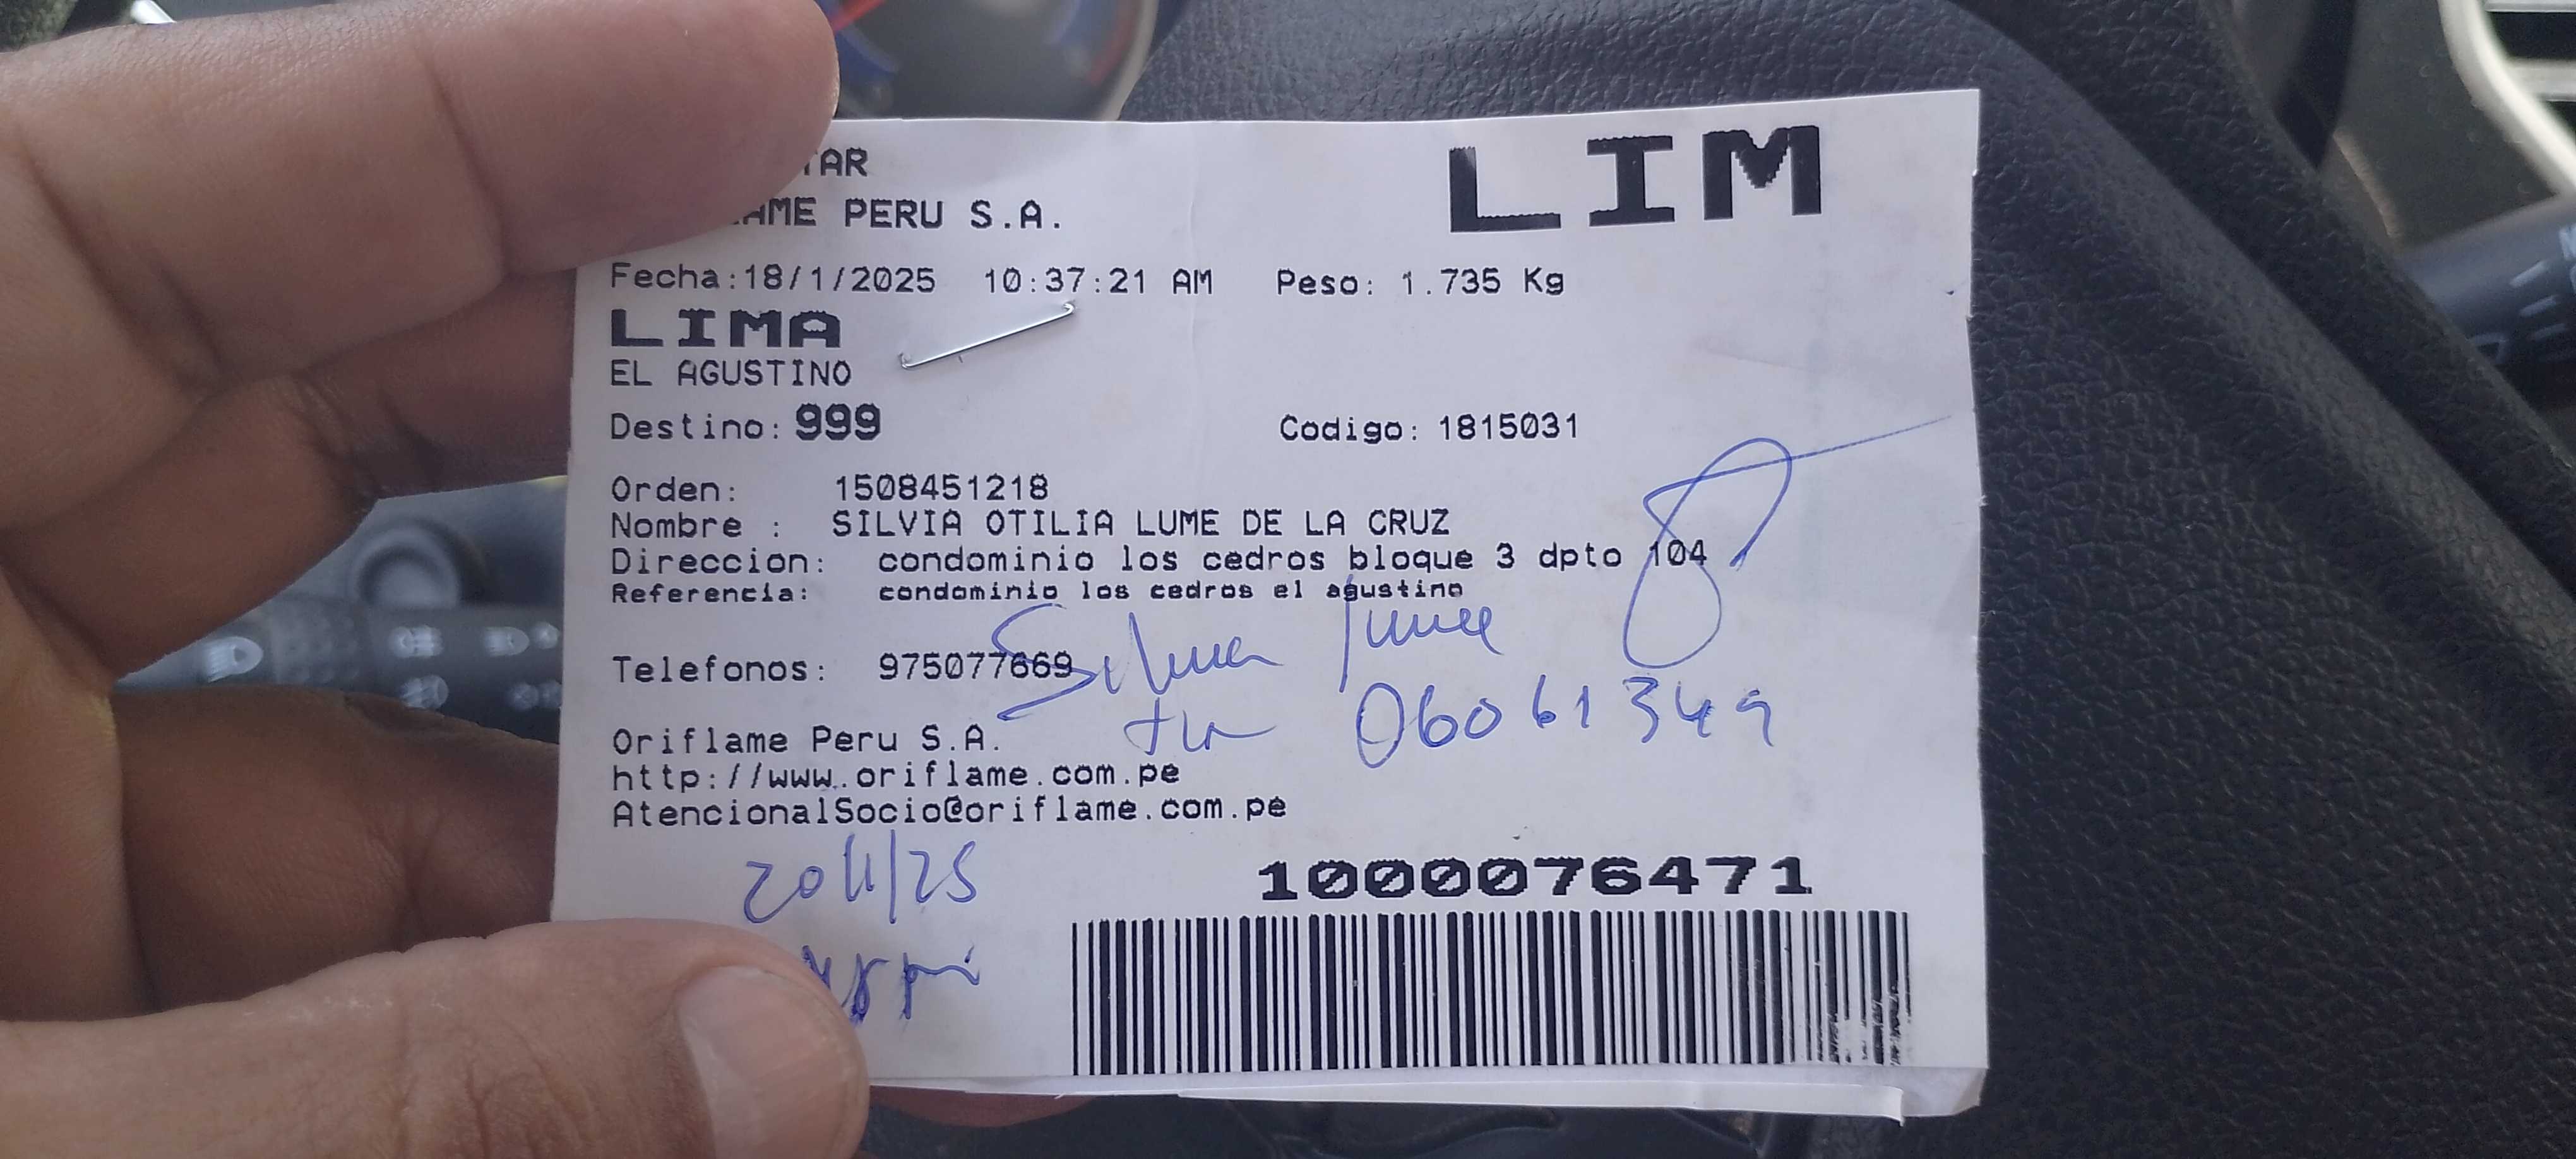 TAR
LIM
AME PERU S.A.
Fecha:18/1/2025 10:37:21 AM Peso: 1.735 Kg
LIMA
EL AGUSTINO
Destino: 999 Codigo: 1815031
Orden: 1508451218
Nombre : SILVIA OTILIA LUME DE LA CRUZ
Direccion: condominio los cedros bloque 3 dpto 104
Referencia: condominio los cedros el agustino
Silvia Lume
Telefonos: 975077669
06061349
Oriflame Peru S.A.
http://www.oriflame.com.pe
AtencionalSocio@oriflame.com.pe
20/1/25
1000076471